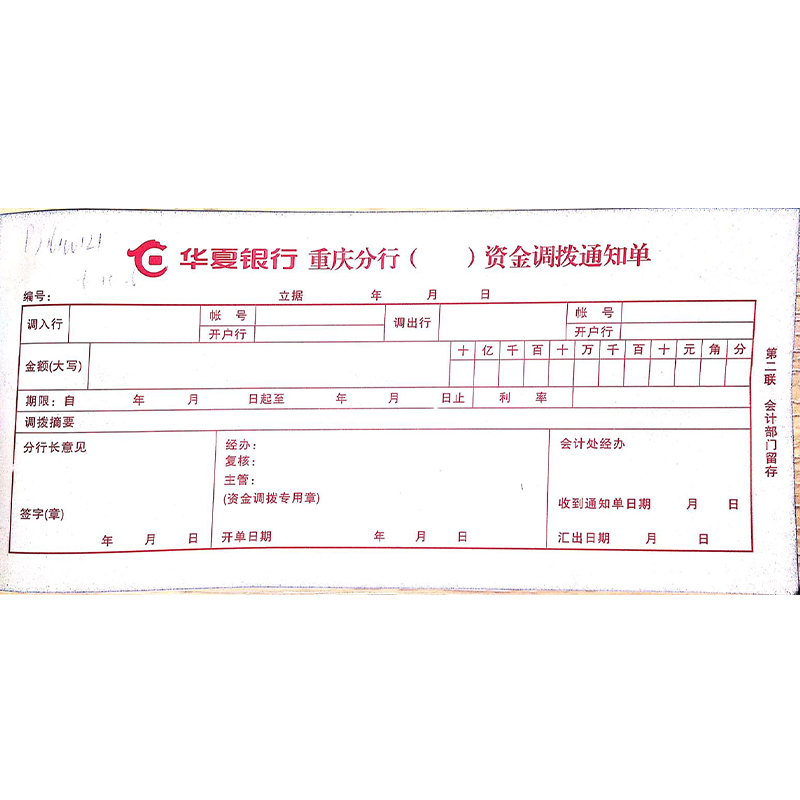 华夏银行 重庆分行（ ）资金调拨通知单
编号： 立据 年 月 日
调入行 帐号 调出行 帐号
开户行 开户行
金额(大写) 十 亿 千 百 十 万 千 百 十 元 角 分
期限：自 年 月 日起至 年 月 日止 利率
调拨摘要
分行长意见 经办： 会计处经办
复核：
主管：
(资金调拨专用章) 收到通知单日期 月 日
签字(章)
年 月 日 开单日期 年 月 日 汇出日期 月 日
第二联 会计部门留存